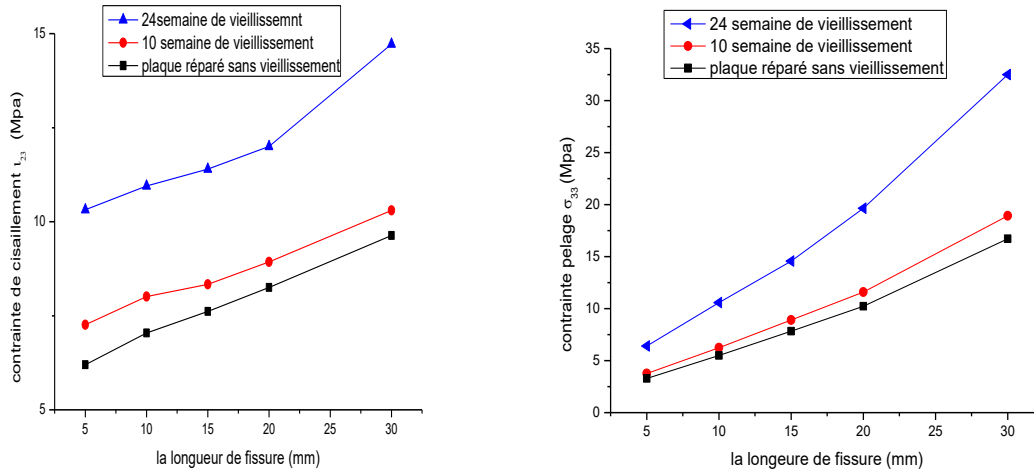 24semaine de vieillissemnt
10 semaine de vieillissement
plaque réparé sans vieillissement
15
10
5
contrainte de cisaillement τ23 (Mpa)
5 10 15 20 25 30
la longueur de fissure (mm)
24 semaine de vieillissement
10 semaine de vieillissement
plaque réparé sans vieillissement
35
30
25
20
15
10
5
0
contrainte pelage σ33 (Mpa)
5 10 15 20 25 30
la longeure de fissure (mm)